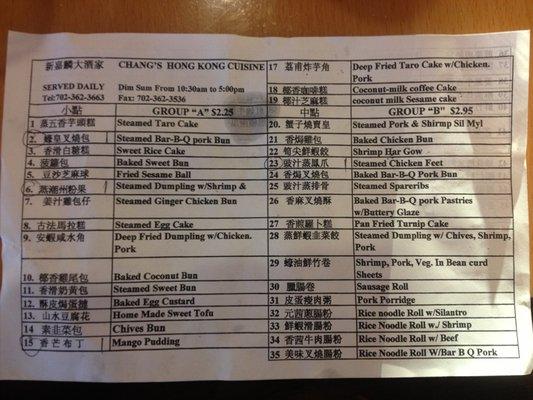 新嘉麟大酒家 CHANG'S HONG KONG CUISINE
SERVED DAILY Dim Sum From 10:30am to 5:00pm
Tel:702-362-3663 Fax: 702-362-3536
小點 GROUP "A" $2.25
1 蒸五香芋頭糕 Steamed Taro Cake
2. 蠔皇叉燒包 Steamed Bar-B-Q pork Bun
3. 香滑白糖糕 Sweet Rice Cake
4. 菠蘿包 Baked Sweet Bun
5. 豆沙芝麻球 Fried Sesame Ball
6. 蒸潮州粉果 Steamed Dumpling w/Shrimp &
7. 姜汁雞包仔 Steamed Ginger Chicken Bun
8. 古法馬拉糕 Steamed Egg Cake
9. 安蝦咸水角 Deep Fried Dumpling w/Chicken.
Pork
10. 椰香雞尾包 Baked Coconut Bun
11. 香滑奶黃包 Steamed Sweet Bun
12. 酥皮焗蛋撻 Baked Egg Custard
13. 山水豆腐花 Home Made Sweet Tofu
14 素韭菜包 Chives Bun
15 香芒布丁 Mango Pudding
17 荔甫炸芋角 Deep Fried Taro Cake w/Chicken.
Pork
18 椰香咖啡糕 Coconut-milk coffee Cake
19 椰汁芝麻糕 coconut milk Sesame cake
中點 GROUP "B" $2.95
20. 蟹子燒賣皇 Steamed Pork & Shirmp Sil Myl
21 香焗雞包 Baked Chicken Bun
22 筍尖鮮蝦餃 Shrimp Har Gow
23 豉汁蒸鳳爪 Steamed Chicken Feet
24 香焗叉燒包 Baked Bar-B-Q Pork Bun
25 豉汁蒸排骨 Steamed Spareribs
26 香麻叉燒酥 Baked Bar-B-Q pork Pastries
w/Buttery Glaze
27 香煎蘿卜糕 Pan Fried Turnip Cake
28 蒸鮮蝦韭菜餃 Steamed Dumpling w/ Chives, Shrimp,
Pork
29 蠔油鮮竹卷 Shrimp, Pork, Veg. In Bean curd
Sheets
30 臘腸卷 Sausage Roll
31 皮蛋瘦肉粥 Pork Porridge
32 元茜蔥腸粉 Rice Noodle Roll w/Silantro
33 鮮蝦滑腸粉 Rice Noodle Roll w./ Shrimp
34 香茜牛肉腸粉 Rice Noodle Roll w/ Beef
35 美味叉燒腸粉 Rice Noodle Roll W/Bar B Q Pork